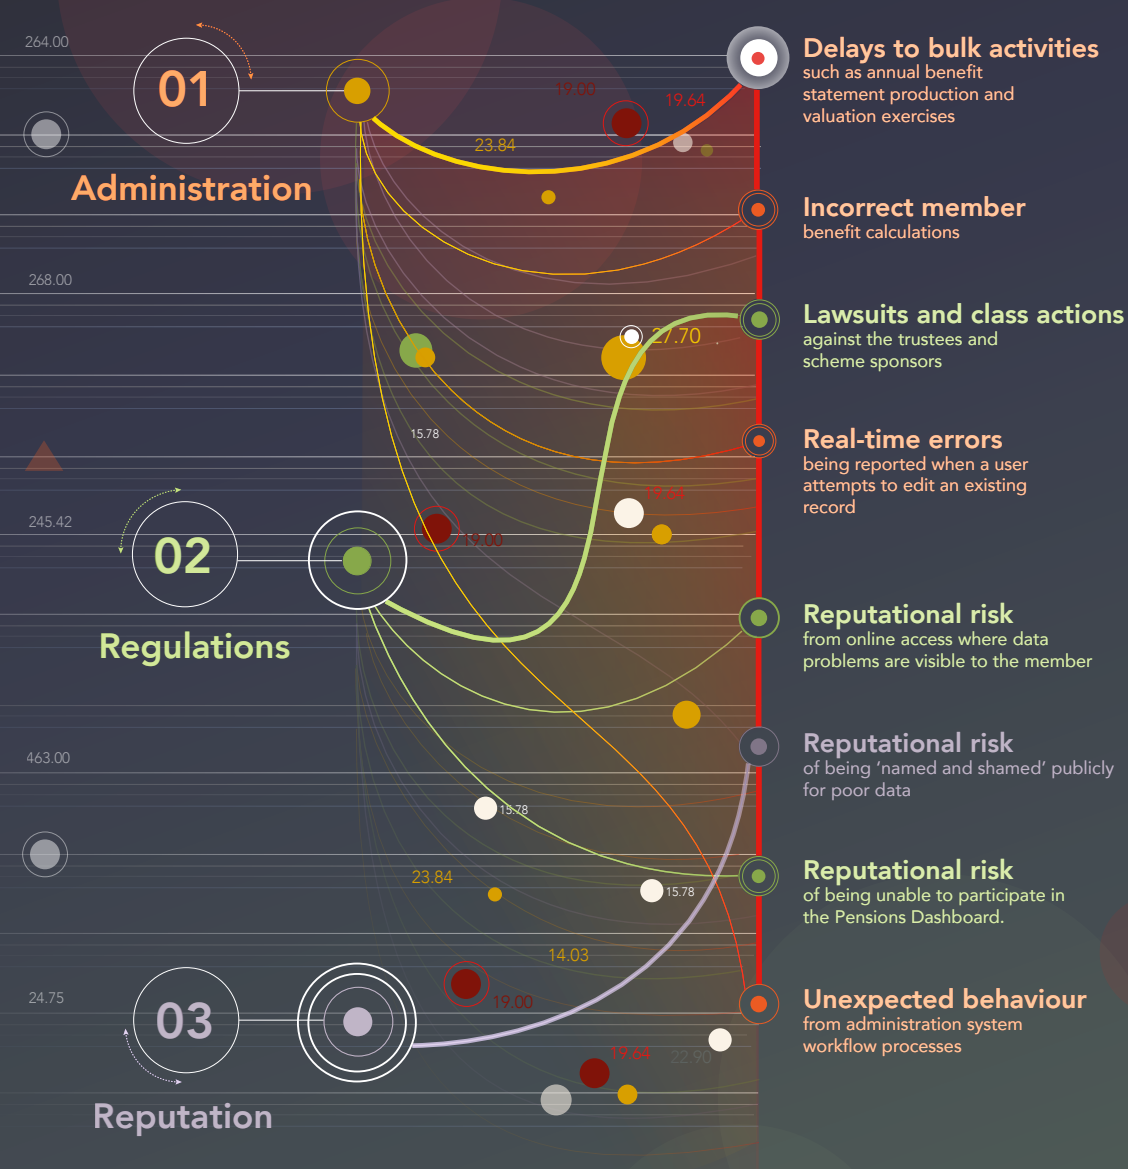 264.00
01
Administration
19.00
19.64
23.84
Delays to bulk activities
such as annual benefit
statement production and
valuation exercises
Incorrect member
benefit calculations
268.00
Lawsuits and class actions
against the trustees and
scheme sponsors
27.70
15.78
Real-time errors
being reported when a user
attempts to edit an existing
record
19.64
245.42
02
Regulations
19.00
Reputational risk
from online access where data
problems are visible to the member
463.00
Reputational risk
of being ‘named and shamed’ publicly
for poor data
15.78
23.84
15.78
Reputational risk
of being unable to participate in
the Pensions Dashboard.
14.03
24.75
03
Reputation
19.00
19.64
22.90
Unexpected behaviour
from administration system
workflow processes